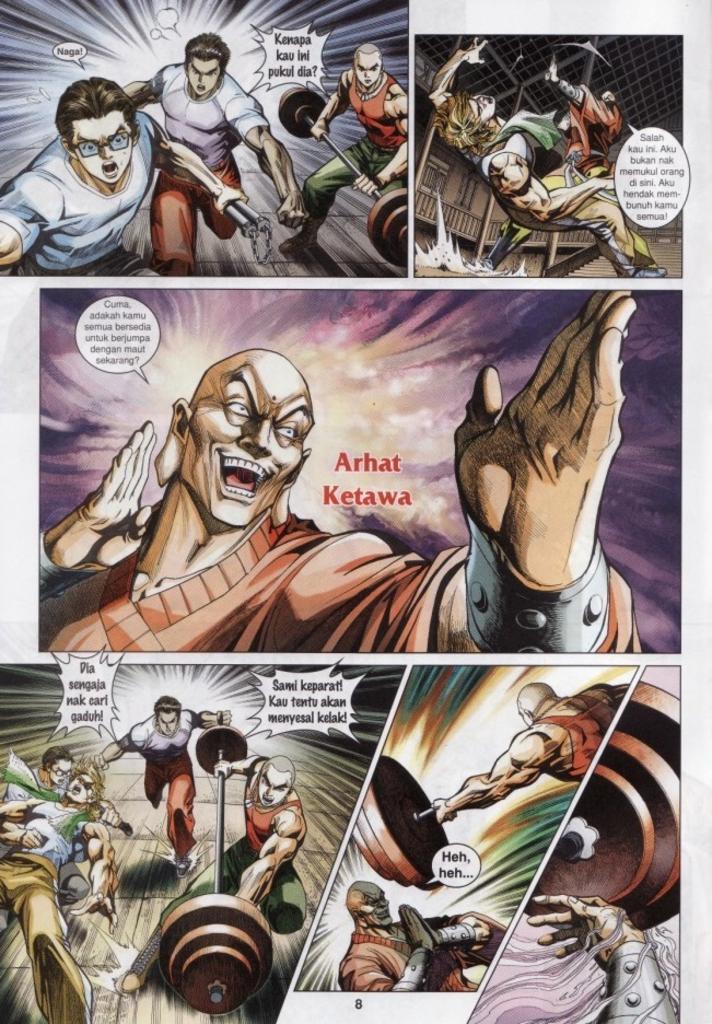 Naga!
Kenapa
kau ini
pukul dia?
Salah
kau ini. Aku
bukan nak
memukul orang
di sini. Aku
hendak mem-
bunuh kamu
semua!
Cuma,
adakah kamu
semua bersedia
untuk berjumpa
dengan maut
sekarang?
Arhat
Ketawa
Dia
sengaja
nak cari
gaduh!
Sami keparat!
Kau tentu akan
menyesal kelak!
Heh,
heh...
8